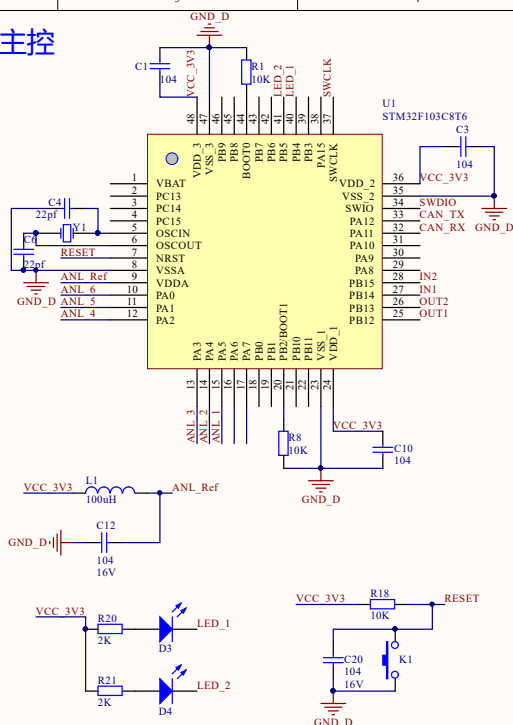 主控
GND_D
C1
104
VCC_3V3
R1
10K
LED_2
LED_1
SWCLK
U1
STM32F103C8T6
48
47
46
45
44
43
42
41
40
39
38
37
VDD_3
VSS_3
PB9
PB8
BOOT0
PB7
PB6
PB5
PB4
PB3
PA15
SWCLK
C3
104
VCC_3V3
GND_D
1 VBAT
2 PC13
3 PC14
4 PC15
5 OSCIN
6 OSCOUT
7 NRST
8 VSSA
9 VDDA
10 PA0
11 PA1
12 PA2
C4
22pf
Y1
C6
22pf
RESET
ANL_Ref
GND_D
ANL_6
ANL_5
ANL_4
VDD_2 36
VSS_2 35
SWIO 34 SWDIO
PA12 33 CAN_TX
PA11 32 CAN_RX
PA10 31
PA9 30
PA8 29
PB15 28 IN2
PB14 27 IN1
PB13 26 OUT2
PB12 25 OUT1
PA3
PA4
PA5
PA6
PA7
PB0
PB1
PB2/BOOT1
PB10
PB11
VSS_1
VDD_1
13
14
15
16
17
18
19
20
21
22
23
24
ANL_3
ANL_2
ANL_1
R8
10K
VCC_3V3
C10
104
GND_D
VCC_3V3
L1
100uH
ANL_Ref
GND_D
C12
104
16V
VCC_3V3
R20
2K
D3
LED_1
R21
2K
D4
LED_2
VCC_3V3
R18
10K
RESET
C20
104
16V
K1
GND_D